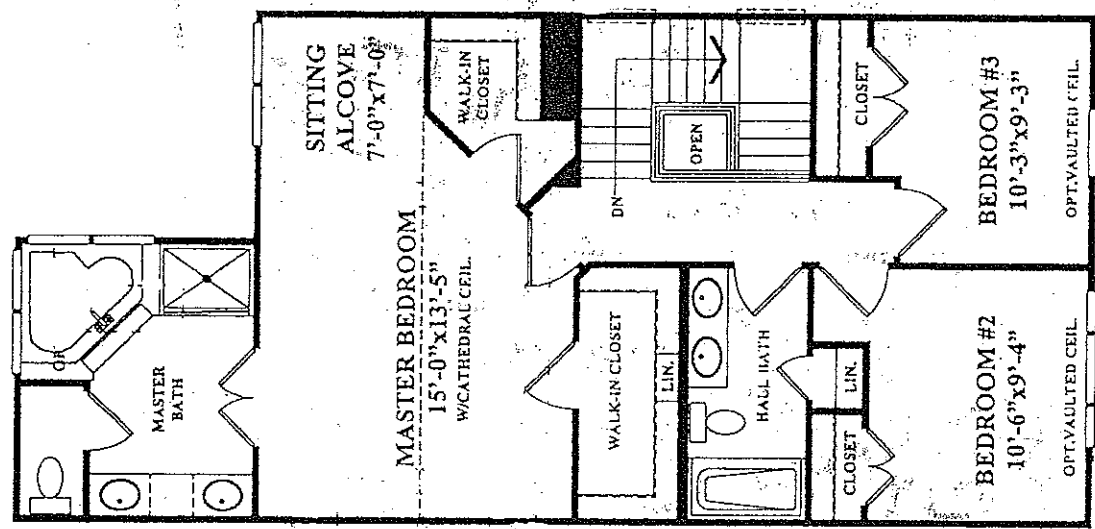 SITTING
ALCOVE
7'-0"x7'-0"
WALK-IN
CLOSET
MASTER BEDROOM
15'-0"x13'-5"
W/CATHEDRAL CEIL.
MASTER
BATH
WALK-IN CLOSET
LIN.
HALL BATH
LIN.
CLOSET
BEDROOM #2
10'-6"x9'-4"
OPT.VAULTED CEIL.
OPEN
DN
CLOSET
BEDROOM #3
10'-3"x9'-3"
OPT.VAULTED CEIL.